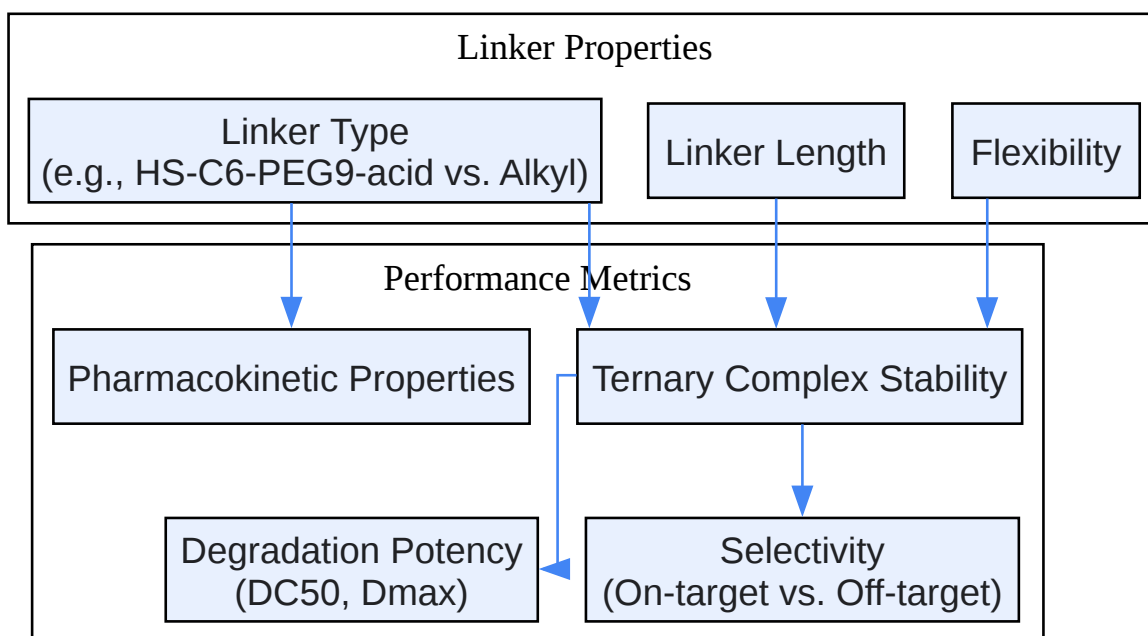 Linker Properties
Linker Type
(e.g., HS-C6-PEG9-acid vs. Alkyl)
Linker Length
Flexibility
Performance Metrics
Pharmacokinetic Properties
Ternary Complex Stability
Degradation Potency
(DC50, Dmax)
Selectivity
(On-target vs. Off-target)